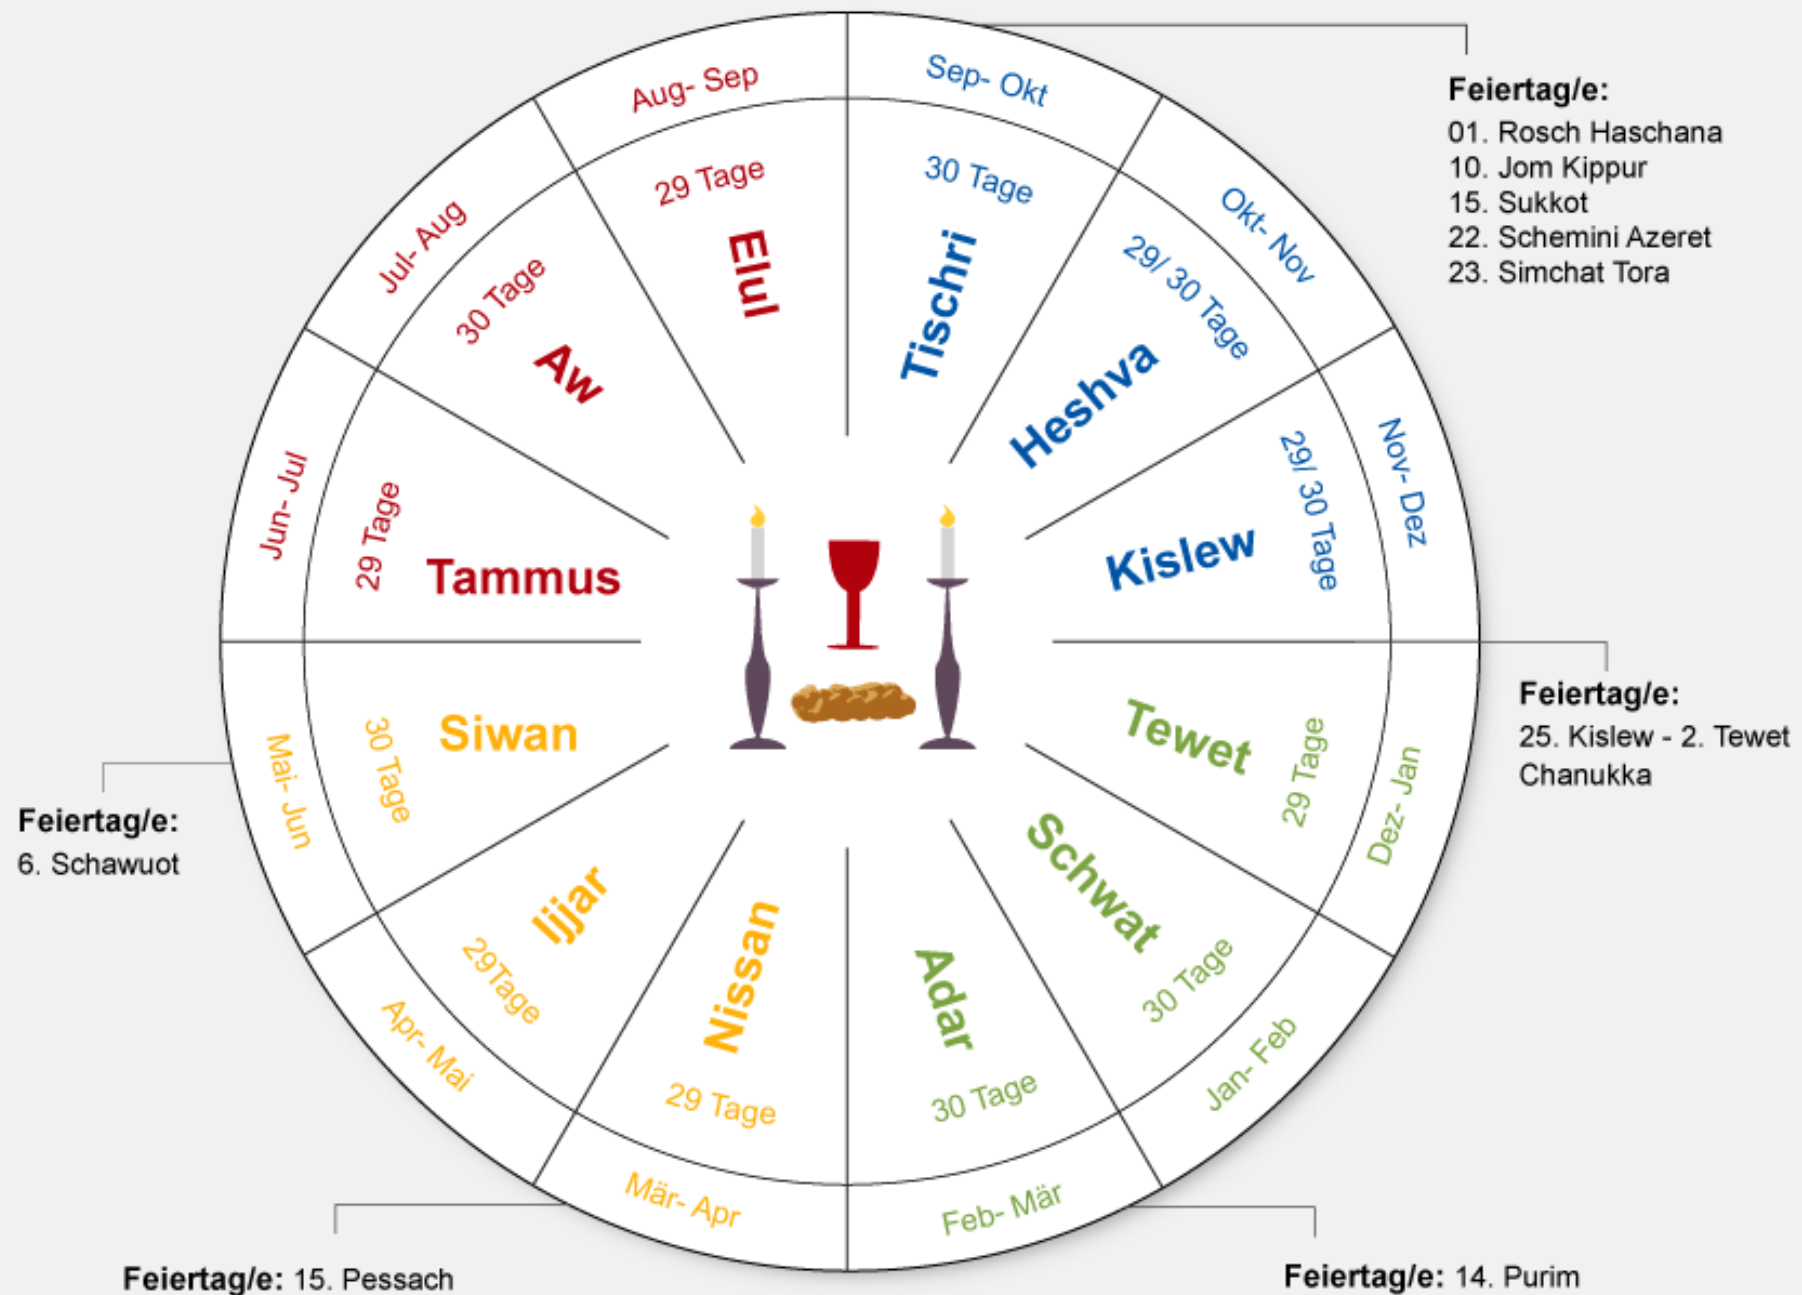 Sep- Okt
30 Tage
Tischri
Okt- Nov
29/ 30 Tage
Heshva
Nov- Dez
29/ 30 Tage
Kislew
Dez- Jan
29 Tage
Tewet
Jan- Feb
30 Tage
Schwat
Feb- Mär
30 Tage
Adar
Mär- Apr
29 Tage
Nissan
Apr- Mai
29Tage
Ijjar
Mai- Jun
30 Tage
Siwan
Jun- Jul
29 Tage
Tammus
Jul- Aug
30 Tage
Aw
Aug- Sep
29 Tage
Elul
Feiertag/e:
01. Rosch Haschana
10. Jom Kippur
15. Sukkot
22. Schemini Azeret
23. Simchat Tora
Feiertag/e:
25. Kislew - 2. Tewet
Chanukka
Feiertag/e: 14. Purim
Feiertag/e: 15. Pessach
Feiertag/e:
6. Schawuot